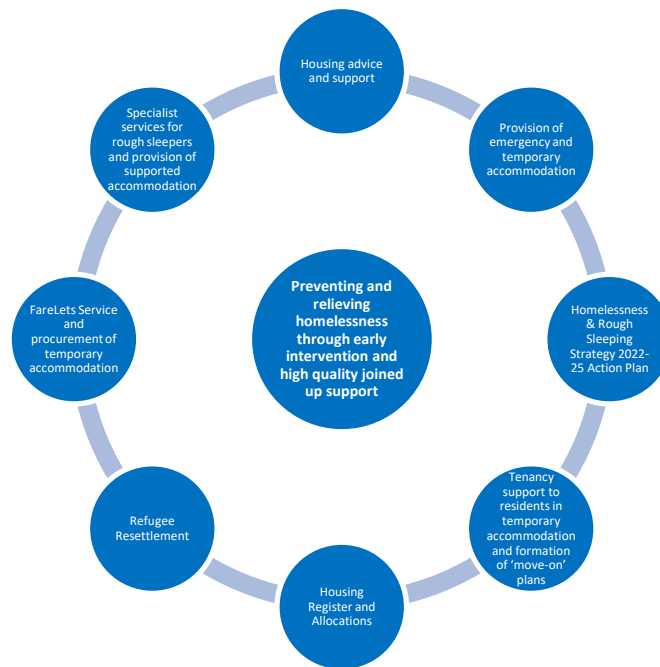 Housing advice
and support
Provision of
emergency and
temporary
accommodation
Homelessness
& Rough
Sleeping
Strategy 2022-
25 Action Plan
Tenancy
support to
residents in
temporary
accommodation
and formation
of ‘move-on’
plans
Housing
Register and
Allocations
Refugee
Resettlement
FareLets Service
and
procurement of
temporary
accommodation
Specialist
services for
rough sleepers
and provision of
supported
accommodation
Preventing and
relieving
homelessness
through early
intervention and
high quality joined
up support